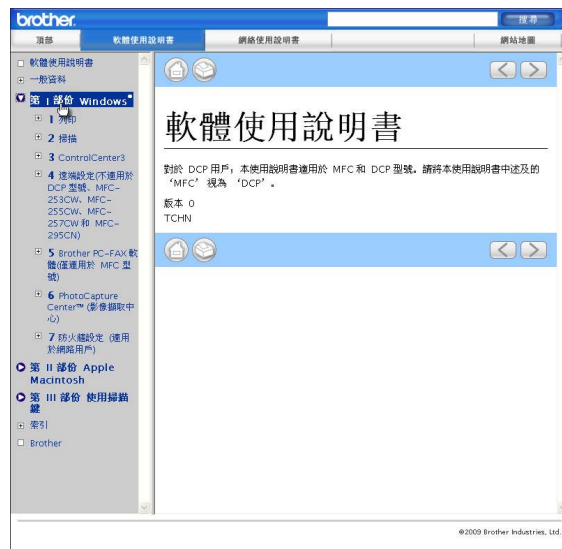 brother.
搜尋
頂部
軟體使用說明書
網絡使用說明書
網站地圖
軟體使用說明書
一般資料
第 I 部份 Windows®
1 列印
2 掃描
3 ControlCenter3
4 遠端設定(不適用於
DCP 型號、MFC-
253CW、MFC-
255CW、MFC-
257CW 和 MFC-
295CN)
5 Brother PC-FAX 軟
體(僅適用於 MFC 型
號)
6 PhotoCapture
Center™ (影像擷取中
心)
7 防火牆設定 (適用
於網路用戶)
第 II 部份 Apple
Macintosh
第 III 部份 使用掃描
鍵
索引
Brother
軟體使用說明書
對於 DCP 用戶，本使用說明書適用於 MFC 和 DCP 型號。請將本使用說明書中述及的
‘MFC’ 視為 ‘DCP’。
版本 0
TCHN
©2009 Brother Industries, Ltd.